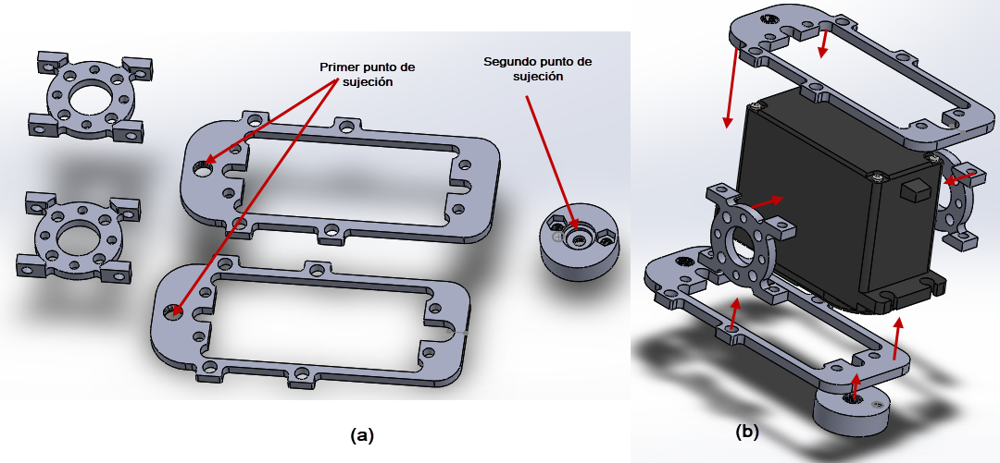 Primer punto de
sujeción
Segundo punto de
sujeción
(a)
(b)